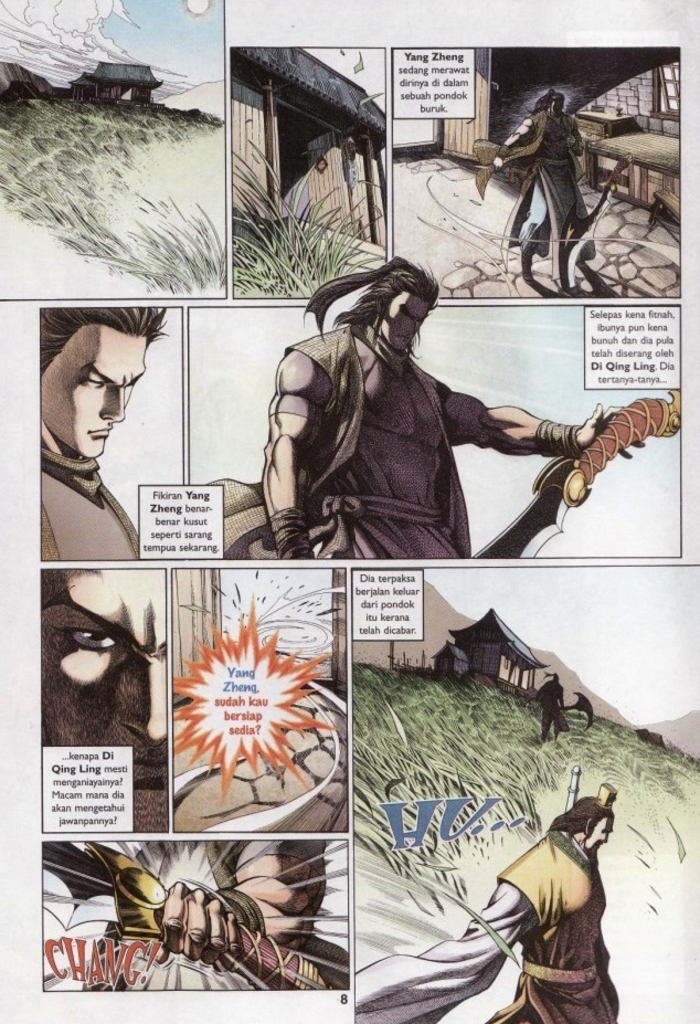 Yang Zheng
sedang merawat
dirinya di dalam
sebuah pondok
buruk.
Selepas kena fitnah,
ibunya pun kena
bunuh dan dia pula
telah diserang oleh
Di Qing Ling. Dia
tertanya-tanya...
Fikiran Yang
Zheng benar-
benar kusut
seperti sarang
tempua sekarang.
...kenapa Di
Qing Ling mesti
menganiayainya?
Macam mana dia
akan mengetahui
jawanpannya?
Yang
Zheng,
sudah kau
bersiap
sedia?
Dia terpaksa
berjalan keluar
dari pondok
itu kerana
telah dicabar.
HU...
CHANG!
8